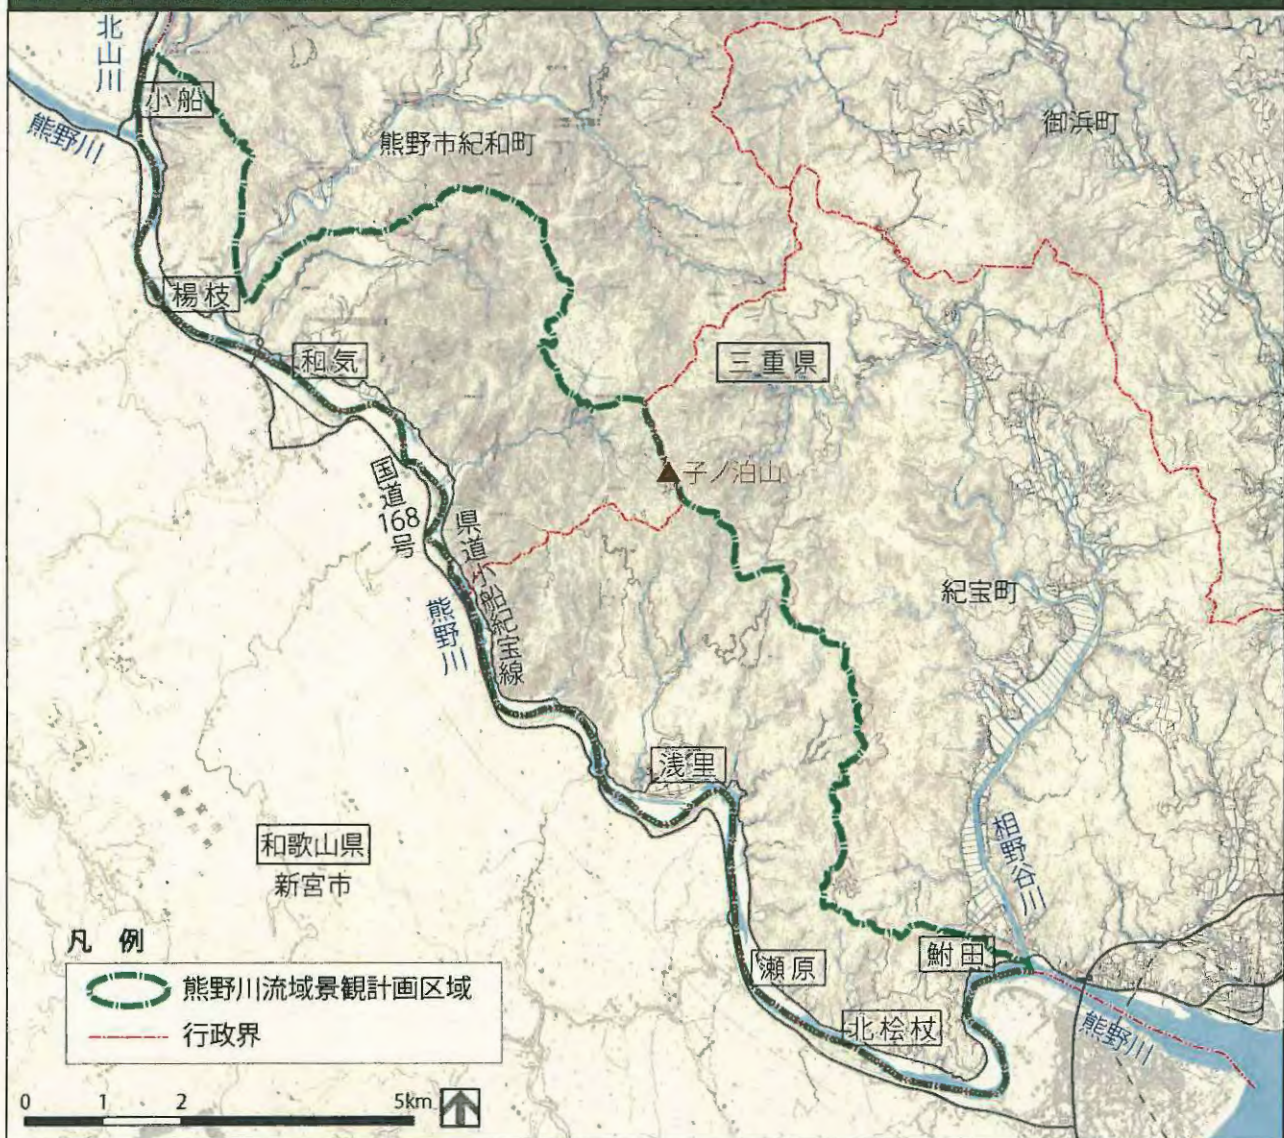 北山川
小船
熊野川
熊野市紀和町
御浜町
楊枝
和気
三重県
子ノ泊山
国道168号
県道小船紀宝線
熊野川
紀宝町
浅里
相野谷川
和歌山県
新宮市
鮒田
瀬原
北桧杖
熊野川
凡 例
熊野川流域景観計画区域
行政界
0 1 2 5km